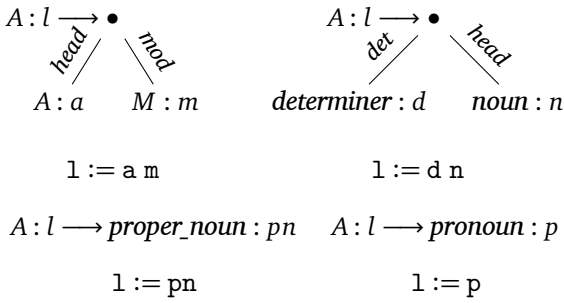 A : l ⟶ • A : l ⟶ •
head mod det head
A : a M : m determiner : d noun : n
l := a m l := d n
A : l ⟶ proper_noun : pn A : l ⟶ pronoun : p
l := pn l := p